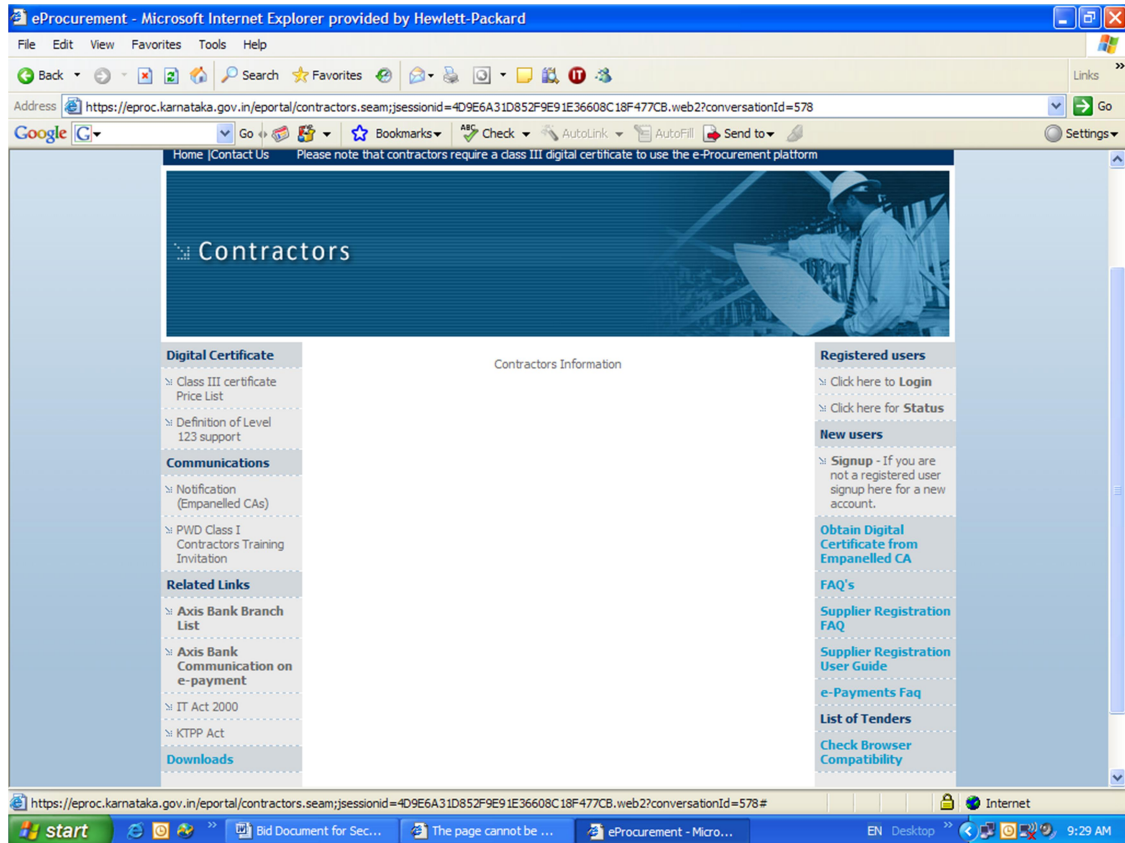 eProcurement - Microsoft Internet Explorer provided by Hewlett-Packard
File Edit View Favorites Tools Help
Back Search Favorites Links
Address https://eproc.karnataka.gov.in/eportal/contractors.seam;jsessionid=4D9E6A31D852F9E91E36608C18F477CB.web2?conversationId=578 Go
Google G Go Bookmarks ABC Check AutoLink AutoFill Send to Settings
Home |Contact Us Please note that contractors require a class III digital certificate to use the e-Procurement platform
Contractors
Digital Certificate
Class III certificate
Price List
Definition of Level
123 support
Communications
Notification
(Empanelled CAs)
PWD Class I
Contractors Training
Invitation
Related Links
Axis Bank Branch
List
Axis Bank
Communication on
e-payment
IT Act 2000
KTPP Act
Downloads
Contractors Information
Registered users
Click here to Login
Click here for Status
New users
Signup - If you are
not a registered user
signup here for a new
account.
Obtain Digital
Certificate from
Empanelled CA
FAQ's
Supplier Registration
FAQ
Supplier Registration
User Guide
e-Payments Faq
List of Tenders
Check Browser
Compatibility
https://eproc.karnataka.gov.in/eportal/contractors.seam;jsessionid=4D9E6A31D852F9E91E36608C18F477CB.web2?conversationId=578# Internet
start Bid Document for Sec... The page cannot be ... eProcurement - Micro... EN Desktop 9:29 AM